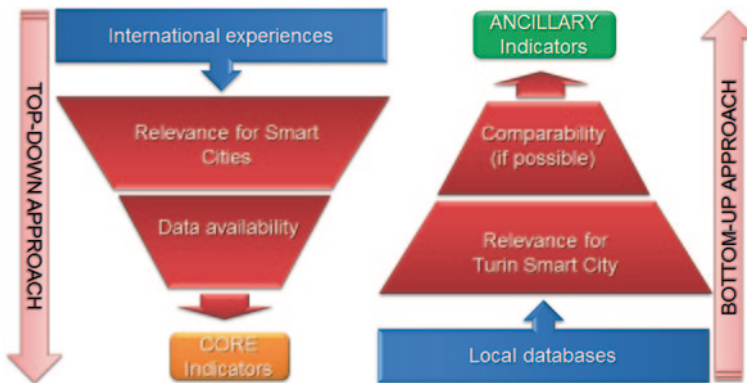 TOP-DOWN APPROACH
International experiences
Relevance for Smart
Cities
Data availability
CORE
Indicators
ANCILLARY
Indicators
Comparability
(if possible)
Relevance for
Turin Smart City
Local databases
BOTTOM-UP APPROACH